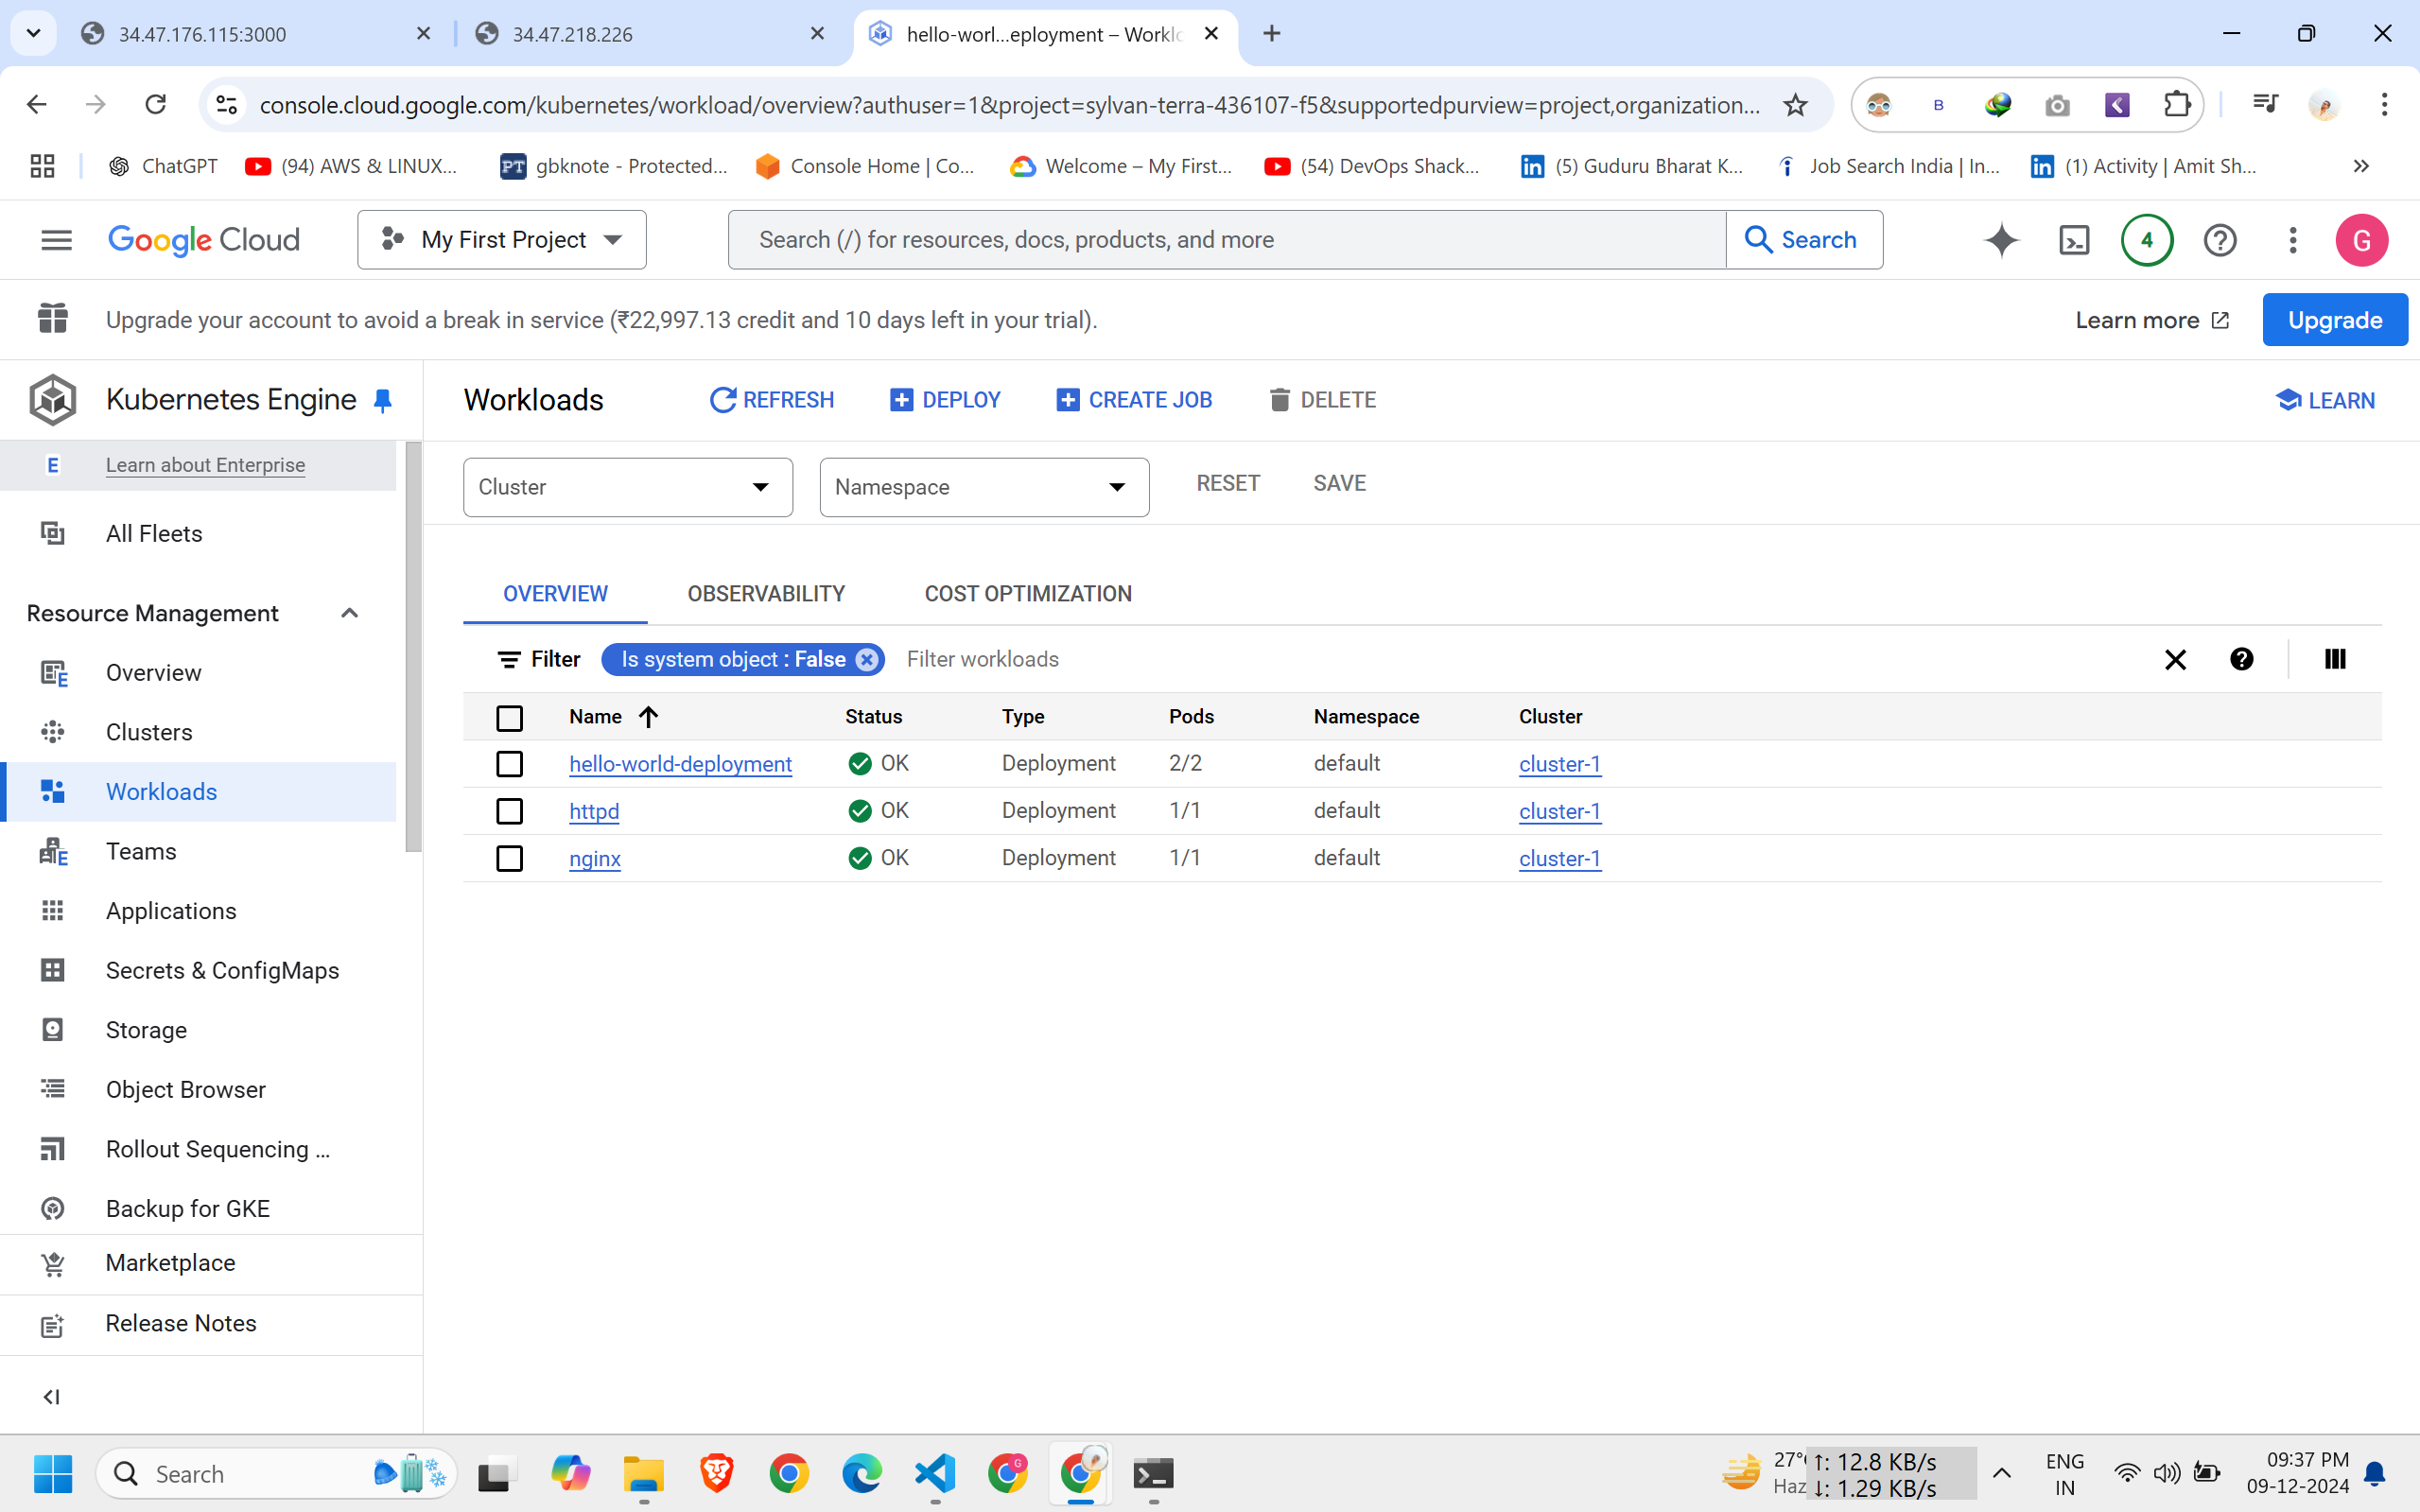 34.47.176.115:3000
34.47.218.226
hello-worl...eployment – Worklo
console.cloud.google.com/kubernetes/workload/overview?authuser=1&project=sylvan-terra-436107-f5&supportedpurview=project,organization...
B
ChatGPT
(94) AWS & LINUX...
PT
gbknote - Protected...
Console Home | Co...
Welcome – My First...
(54) DevOps Shack...
in
(5) Guduru Bharat K...
Job Search India | In...
in
(1) Activity | Amit Sh...
Google Cloud
My First Project
Search (/) for resources, docs, products, and more
Search
4
G
Upgrade your account to avoid a break in service (₹22,997.13 credit and 10 days left in your trial).
Learn more
Upgrade
Kubernetes Engine
Workloads
REFRESH
DEPLOY
CREATE JOB
DELETE
LEARN
E
Learn about Enterprise
All Fleets
Resource Management
Overview
Clusters
Workloads
Teams
Applications
Secrets & ConfigMaps
Storage
Object Browser
Rollout Sequencing ...
Backup for GKE
Marketplace
Release Notes
Cluster
Namespace
RESET
SAVE
OVERVIEW
OBSERVABILITY
COST OPTIMIZATION
Filter
Is system object : False
Filter workloads
Name Status Type Pods Namespace Cluster
hello-world-deployment OK Deployment 2/2 default cluster-1
httpd OK Deployment 1/1 default cluster-1
nginx OK Deployment 1/1 default cluster-1
Search
27°
Haz
↑: 12.8 KB/s
↓: 1.29 KB/s
ENG
IN
09:37 PM
09-12-2024